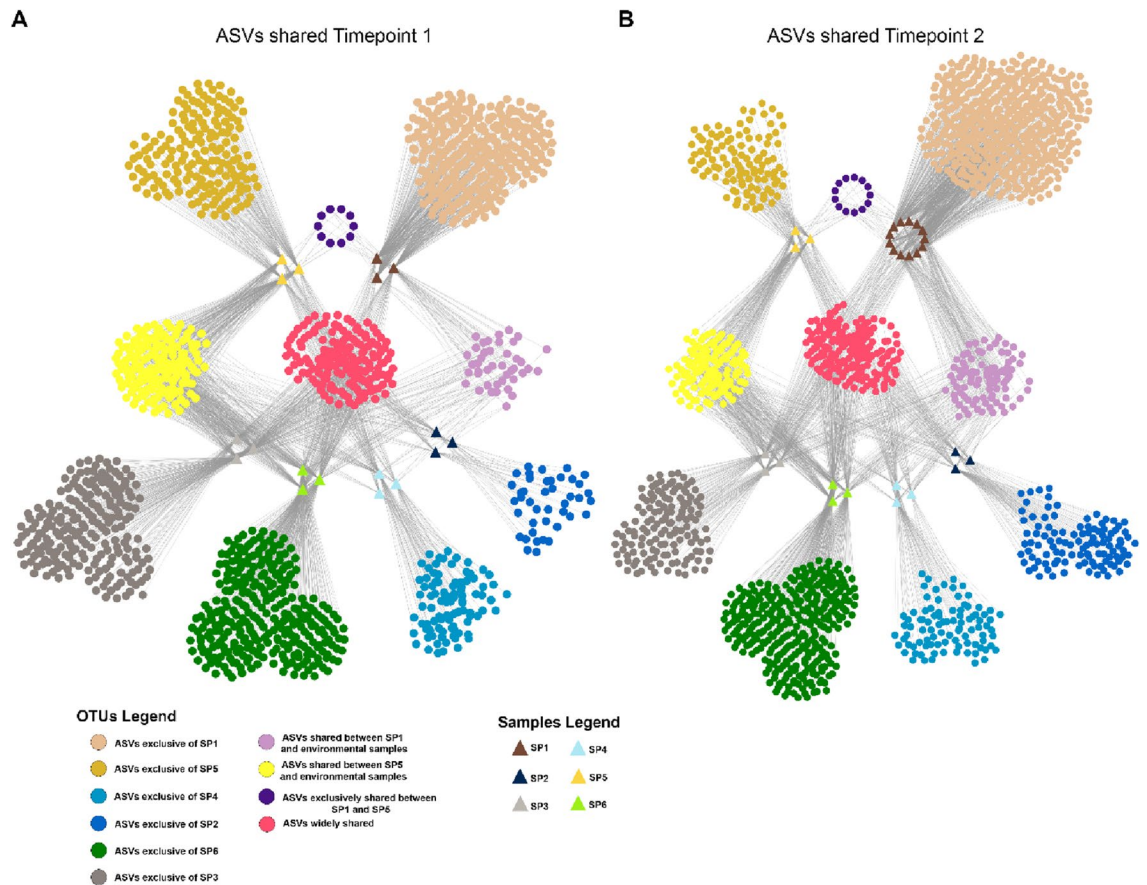 A
B
ASVs shared Timepoint 1
ASVs shared Timepoint 2
OTUs Legend
ASVs exclusive of SP1
ASVs exclusive of SP5
ASVs exclusive of SP4
ASVs exclusive of SP2
ASVs exclusive of SP6
ASVs exclusive of SP3
ASVs shared between SP1
and environmental samples
ASVs shared between SP5
and environmental samples
ASVs exclusively shared between
SP1 and SP5
ASVs widely shared
Samples Legend
SP1
SP4
SP2
SP5
SP3
SP6